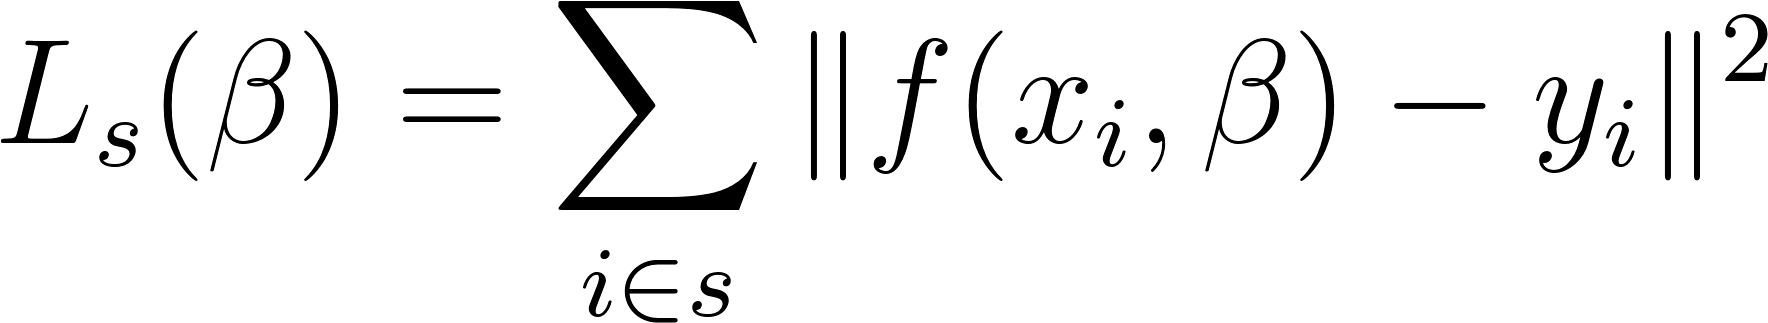 L_s(β) = ∑_{i∈s} ‖f(x_i, β) − y_i‖²